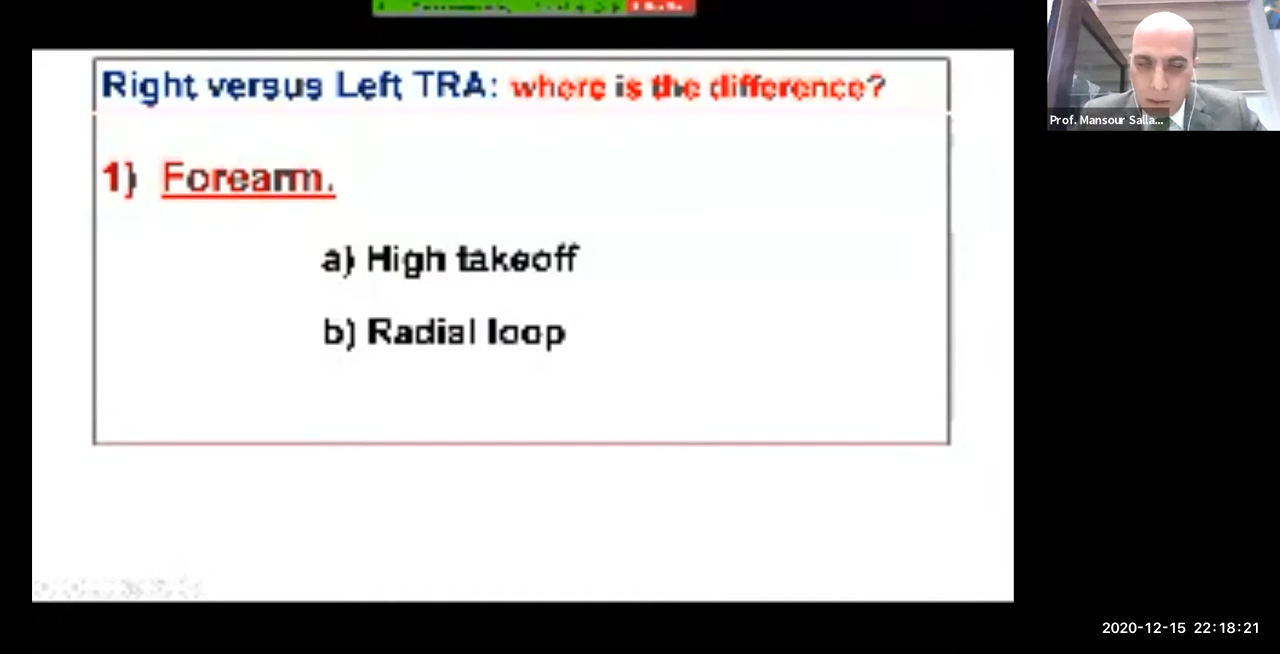 Right versus Left TRA: where is the difference?
1) Forearm.
a) High takeoff
b) Radial loop
Prof. Mansour Salla...
2020-12-15 22:18:21